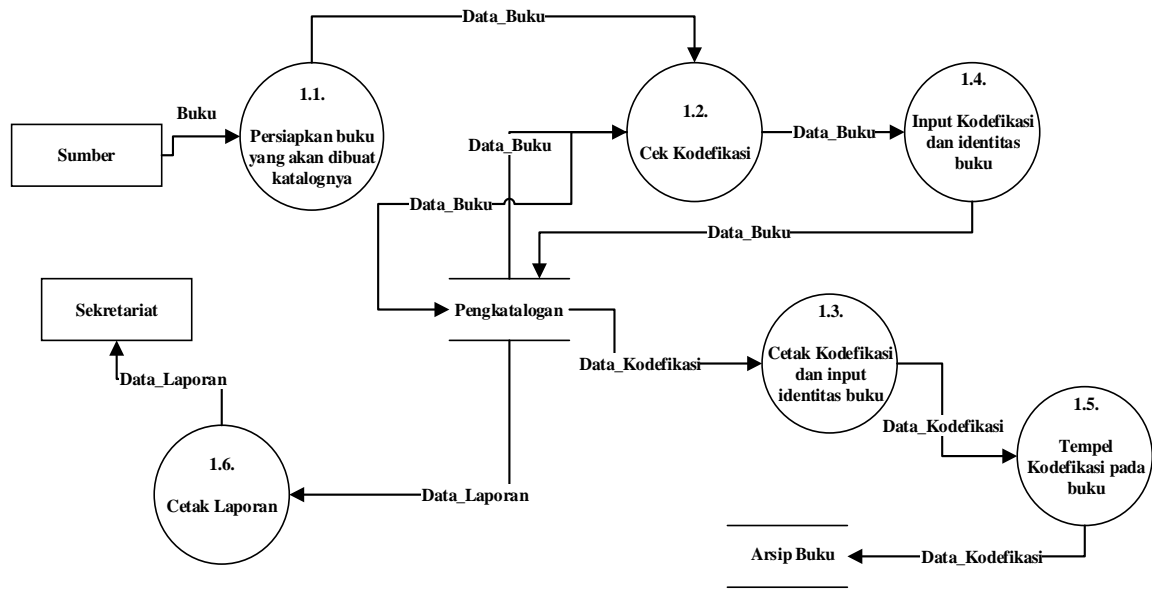 Data_Buku
1.1.
Persiapkan buku
yang akan dibuat
katalognya
Buku
Sumber
1.2.
Cek Kodefikasi
Data_Buku
1.4.
Input Kodefikasi
dan identitas
buku
Data_Buku
Data_Buku
Data_Buku
Sekretariat
Pengkatalogan
1.3.
Cetak Kodefikasi
dan input
identitas buku
Data_Kodefikasi
Data_Laporan
1.5.
Tempel
Kodefikasi pada
buku
Data_Kodefikasi
1.6.
Cetak Laporan
Data_Laporan
Arsip Buku
Data_Kodefikasi